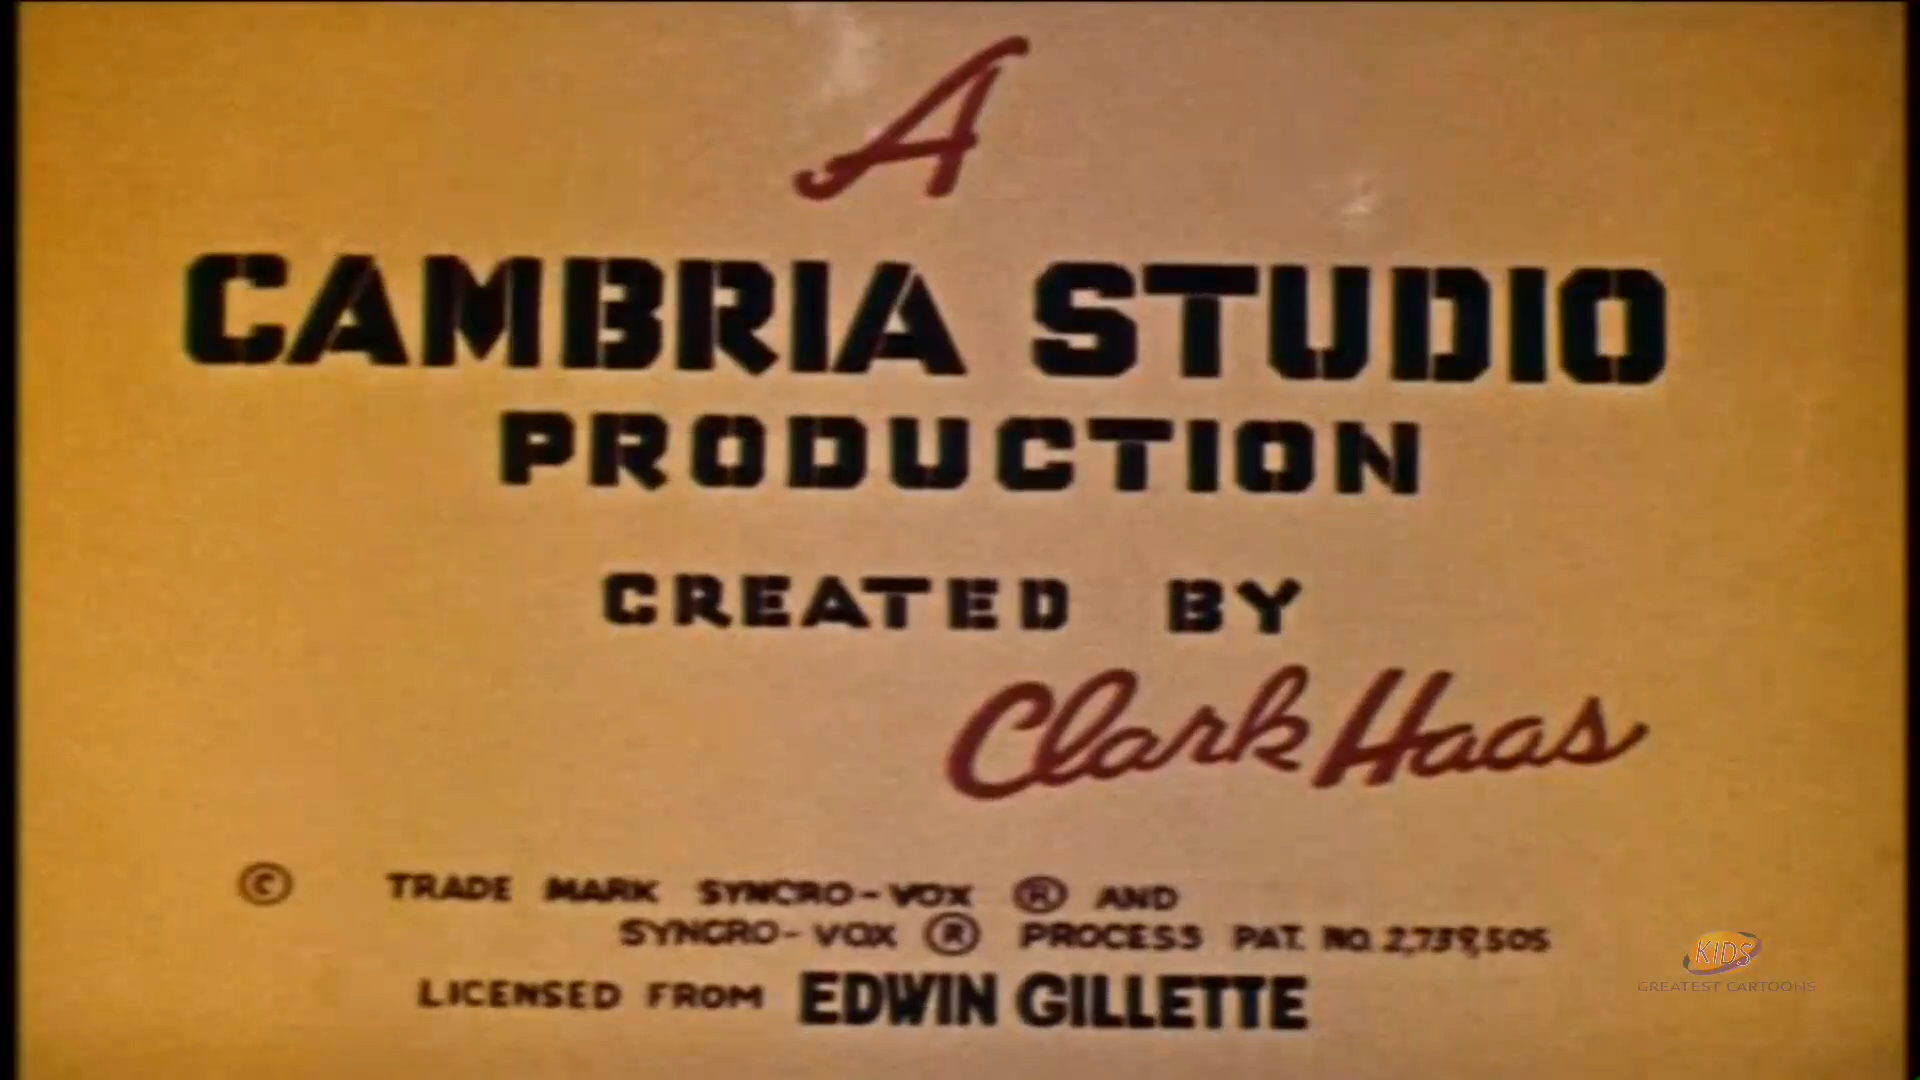 A
CAMBRIA STUDIO
PRODUCTION
CREATED BY
Clark Haas
© TRADE MARK SYNCRO-VOX ® AND
SYNCRO-VOX ® PROCESS PAT. NO. 2,739,505
LICENSED FROM EDWIN GILLETTE
KIDS
GREATEST CARTOONS